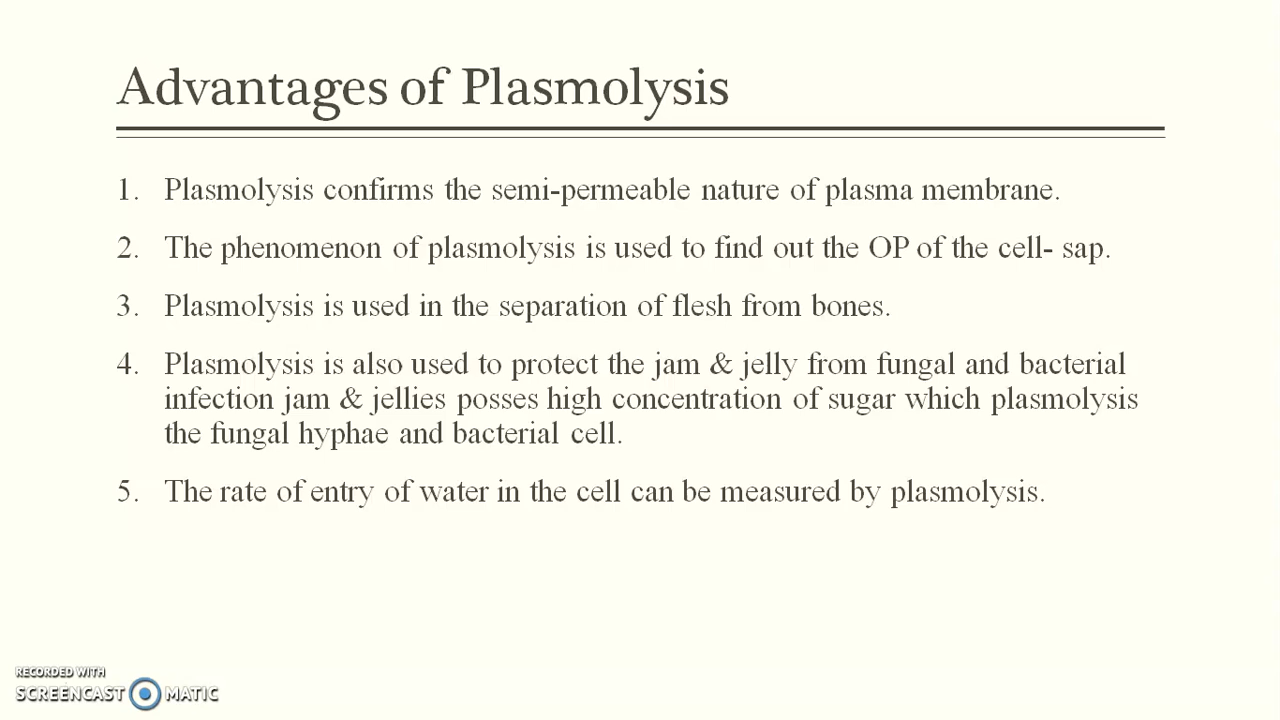 Advantages of Plasmolysis
1. Plasmolysis confirms the semi-permeable nature of plasma membrane.
2. The phenomenon of plasmolysis is used to find out the OP of the cell- sap.
3. Plasmolysis is used in the separation of flesh from bones.
4. Plasmolysis is also used to protect the jam & jelly from fungal and bacterial
infection jam & jellies posses high concentration of sugar which plasmolysis
the fungal hyphae and bacterial cell.
5. The rate of entry of water in the cell can be measured by plasmolysis.
RECORDED WITH
SCREENCAST MATIC